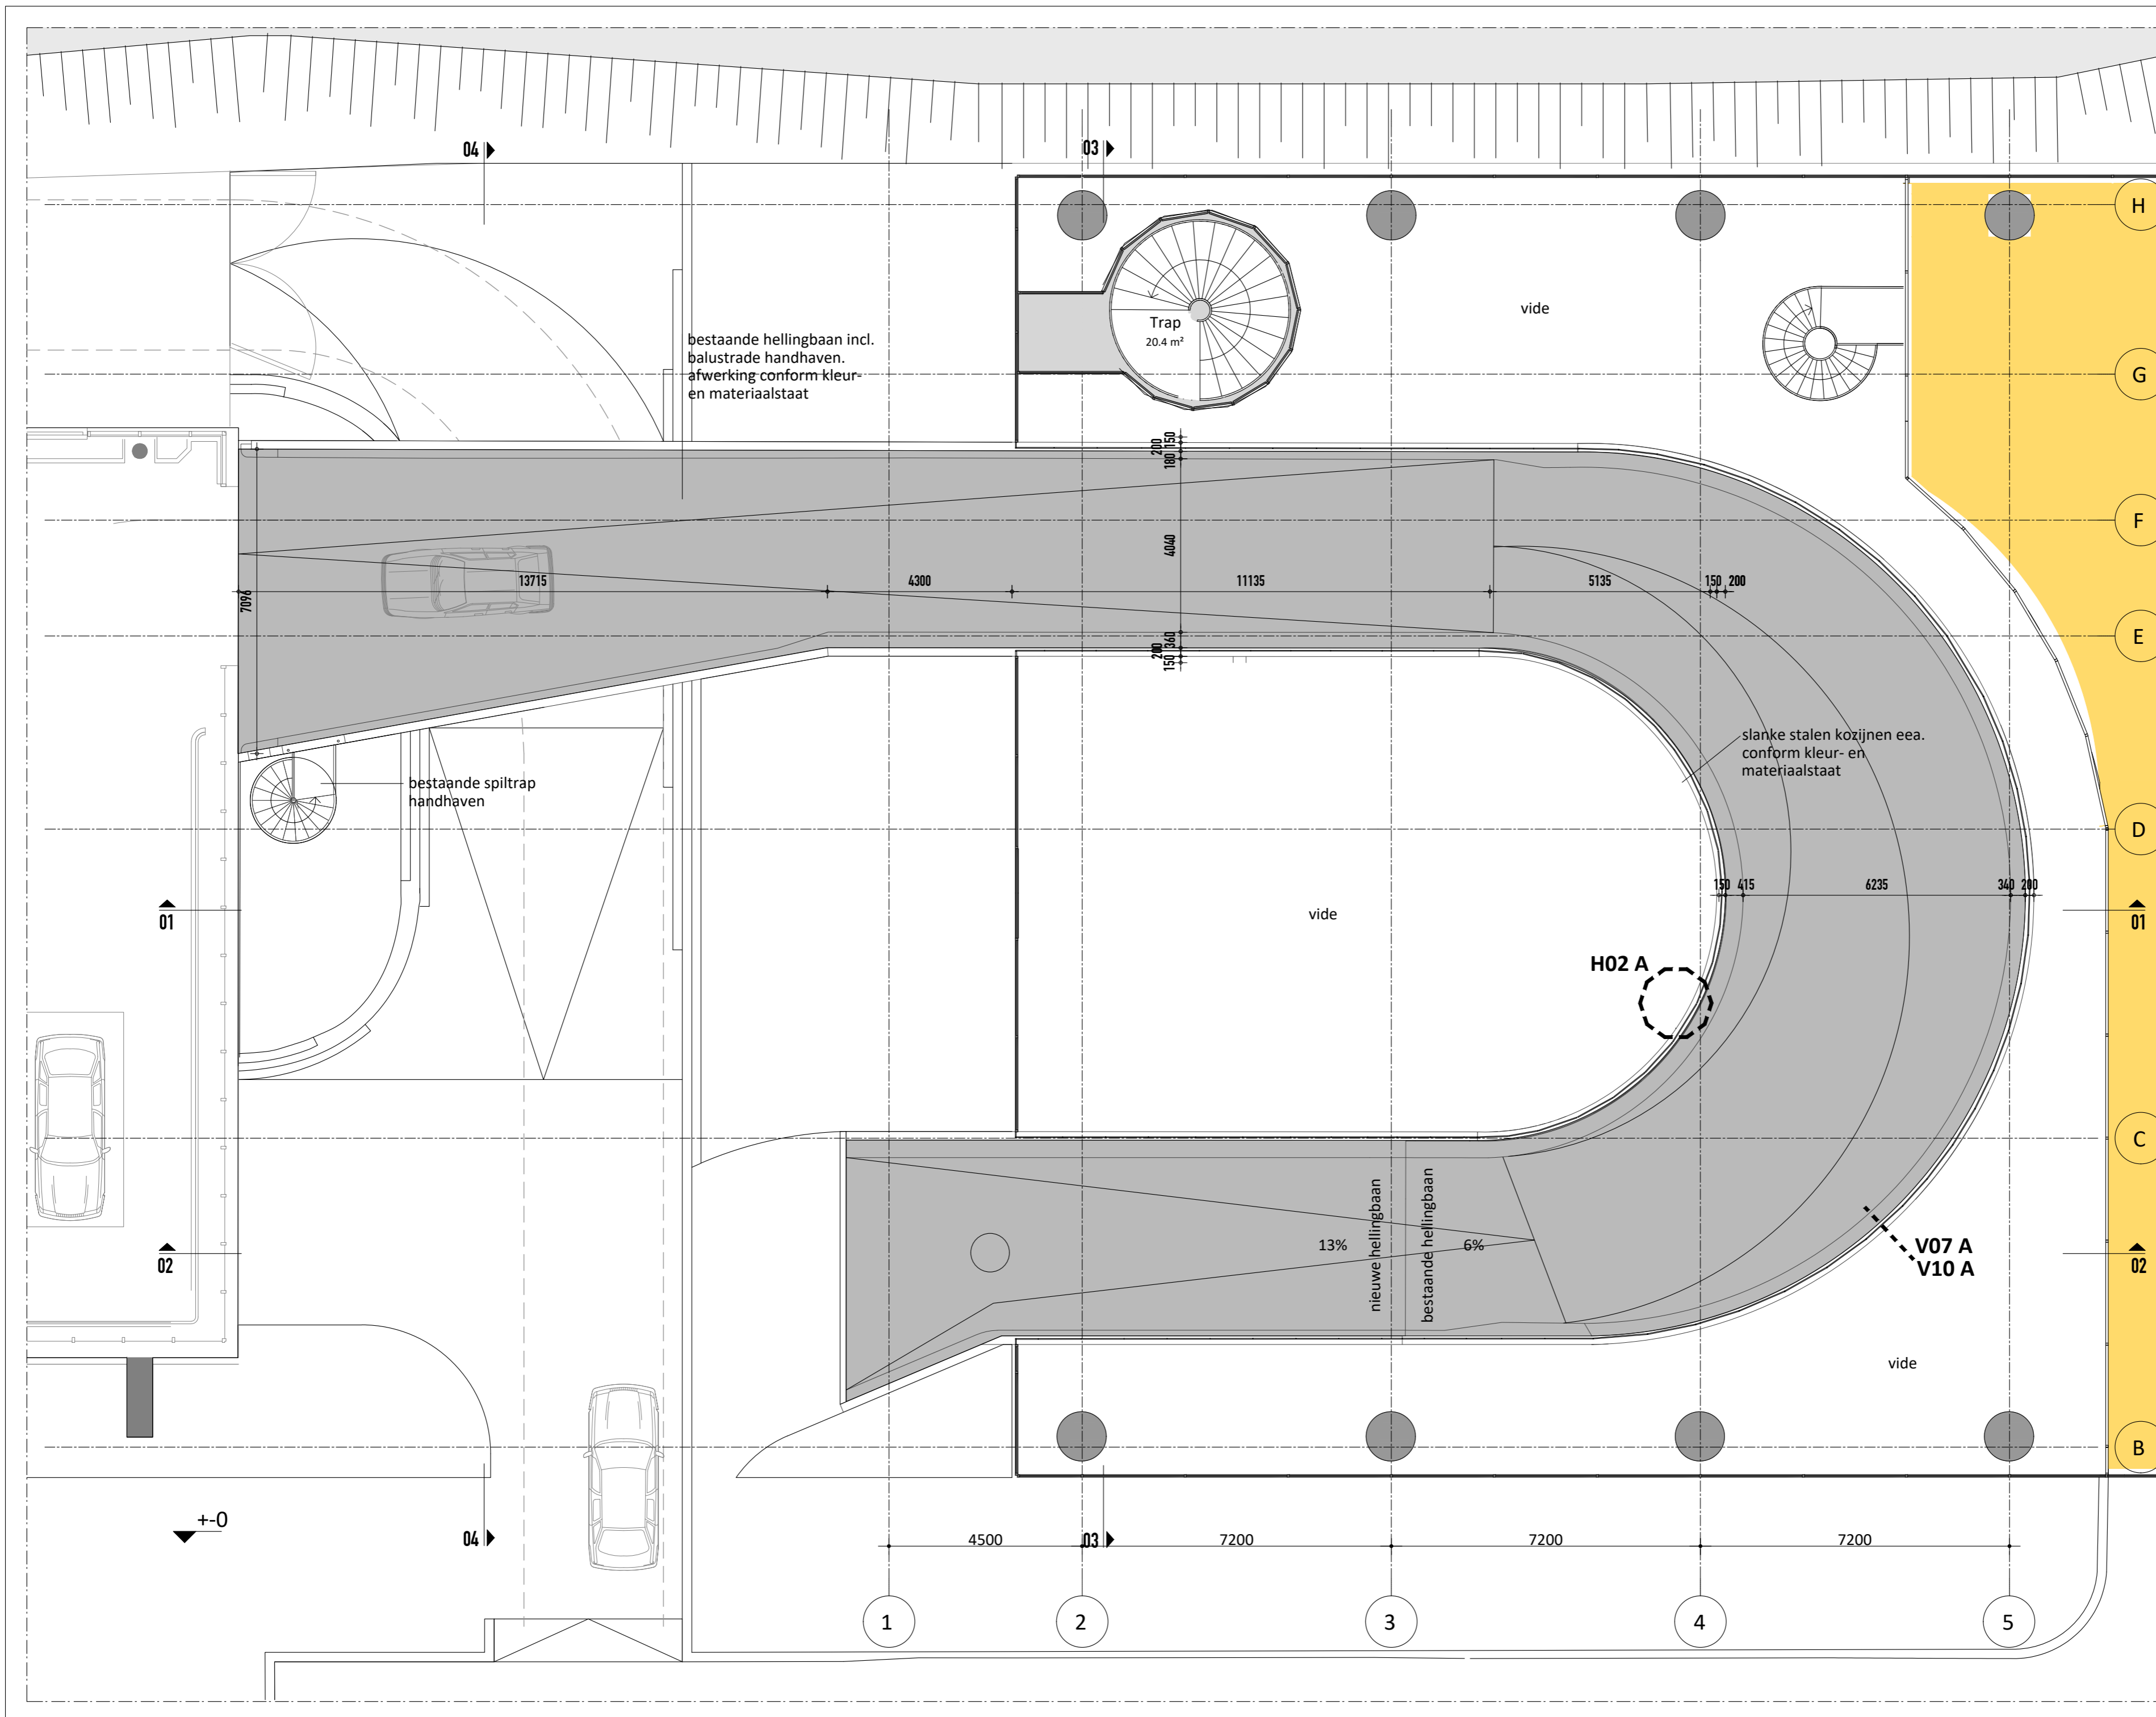 04
03
H
vide
Trap
20.4 m²
bestaande hellingbaan incl.
balustrade handhaven.
afwerking conform kleur-
en materiaalstaat
G
150
200
180
F
4040
13715
4300
11135
5135
150
200
7096
E
360
200
150
slanke stalen kozijnen eea.
conform kleur- en
materiaalstaat
bestaande spiltrap
handhaven
D
150
415
6235
340
200
01
vide
01
H02 A
C
nieuwe hellingbaan
bestaande hellingbaan
13%
6%
V07 A
V10 A
02
02
vide
B
+-0
04
03
4500
7200
7200
7200
1
2
3
4
5